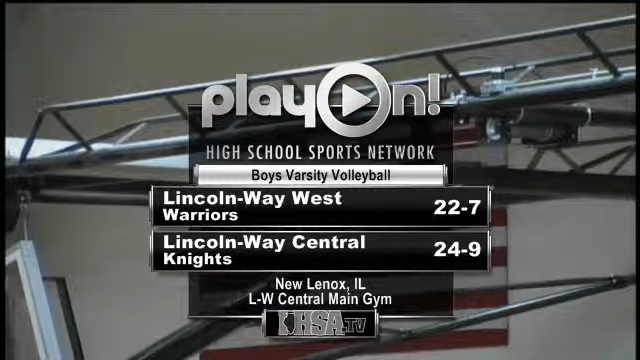 playOn!
HIGH SCHOOL SPORTS NETWORK
Boys Varsity Volleyball
Lincoln-Way West
Warriors
22-7
Lincoln-Way Central
Knights
24-9
New Lenox, IL
L-W Central Main Gym
IHSA.TV